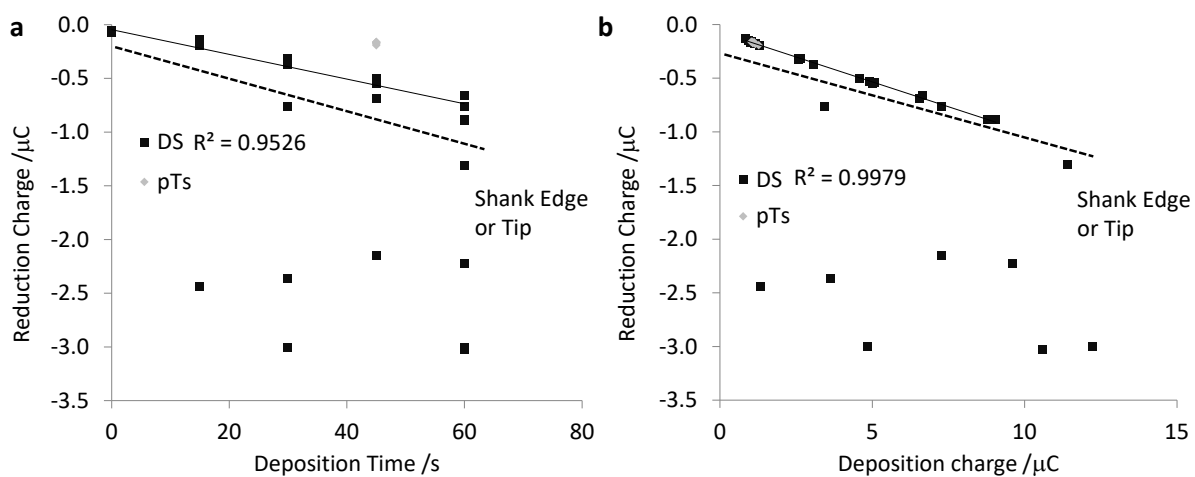 a
0.0
-0.5
-1.0
-1.5
-2.0
-2.5
-3.0
-3.5
0
20
40
60
80
Reduction Charge /μC
Deposition Time /s
DS R² = 0.9526
pTs
Shank Edge
or Tip
b
0.0
-0.5
-1.0
-1.5
-2.0
-2.5
-3.0
-3.5
0
5
10
15
Reduction Charge /μC
Deposition charge /μC
DS R² = 0.9979
pTs
Shank Edge
or Tip